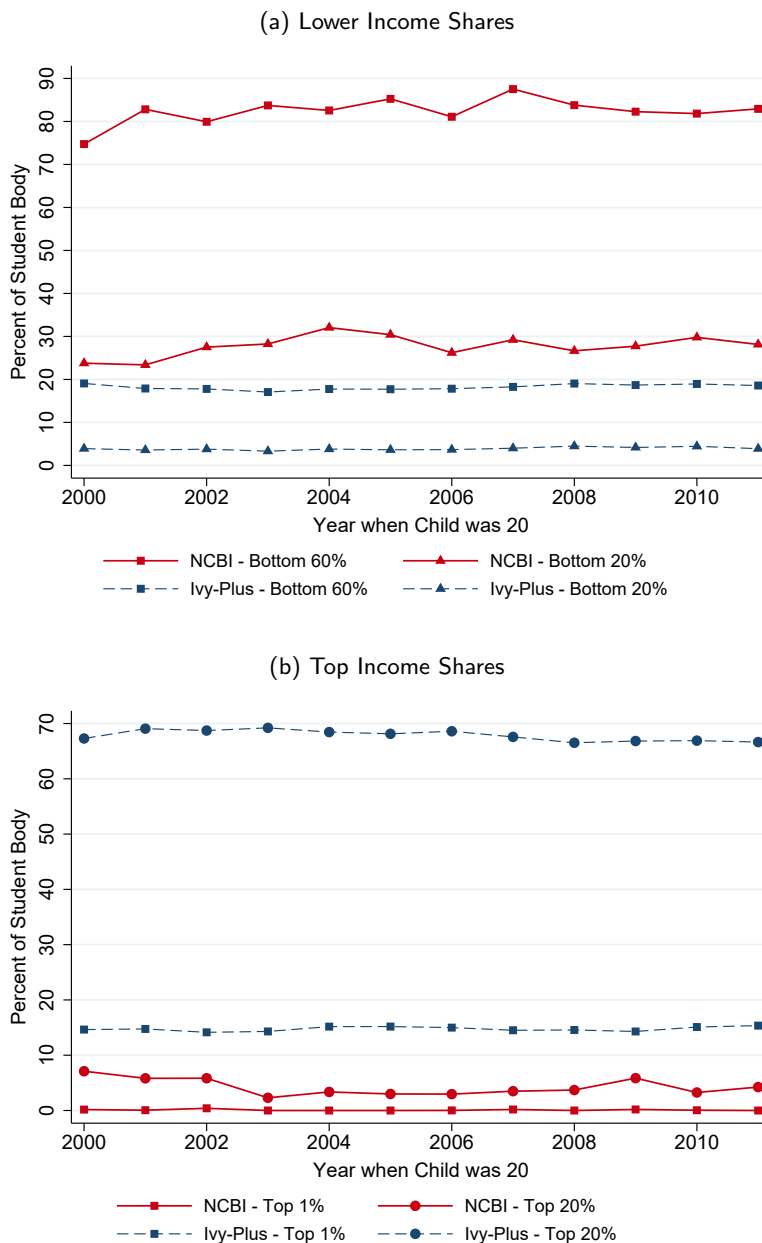 (a) Lower Income Shares
90
80
70
60
50
40
30
20
10
0
Percent of Student Body
2000 2002 2004 2006 2008 2010
Year when Child was 20
NCBI - Bottom 60% NCBI - Bottom 20%
Ivy-Plus - Bottom 60% Ivy-Plus - Bottom 20%
(b) Top Income Shares
70
60
50
40
30
20
10
0
Percent of Student Body
2000 2002 2004 2006 2008 2010
Year when Child was 20
NCBI - Top 1% NCBI - Top 20%
Ivy-Plus - Top 1% Ivy-Plus - Top 20%